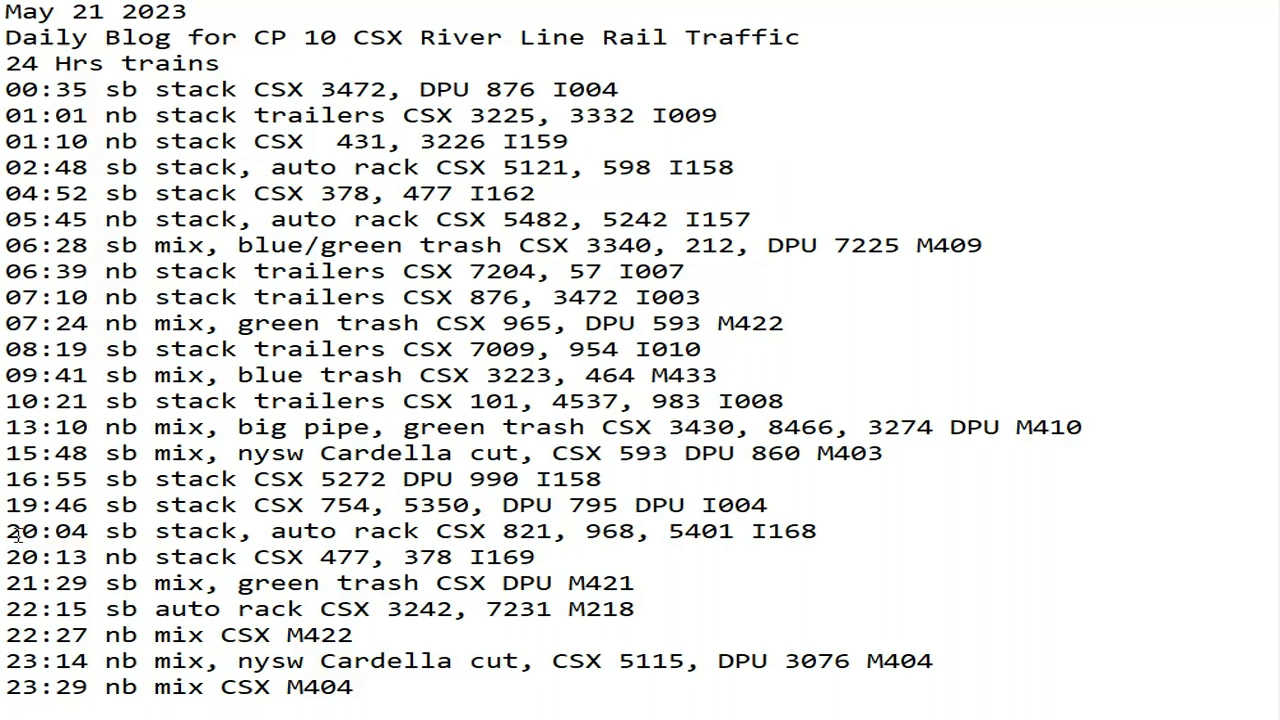 May 21 2023
Daily Blog for CP 10 CSX River Line Rail Traffic
24 Hrs trains
00:35 sb stack CSX 3472, DPU 876 I004
01:01 nb stack trailers CSX 3225, 3332 I009
01:10 nb stack CSX  431, 3226 I159
02:48 sb stack, auto rack CSX 5121, 598 I158
04:52 sb stack CSX 378, 477 I162
05:45 nb stack, auto rack CSX 5482, 5242 I157
06:28 sb mix, blue/green trash CSX 3340, 212, DPU 7225 M409
06:39 nb stack trailers CSX 7204, 57 I007
07:10 nb stack trailers CSX 876, 3472 I003
07:24 nb mix, green trash CSX 965, DPU 593 M422
08:19 sb stack trailers CSX 7009, 954 I010
09:41 sb mix, blue trash CSX 3223, 464 M433
10:21 sb stack trailers CSX 101, 4537, 983 I008
13:10 nb mix, big pipe, green trash CSX 3430, 8466, 3274 DPU M410
15:48 sb mix, nysw Cardella cut, CSX 593 DPU 860 M403
16:55 sb stack CSX 5272 DPU 990 I158
19:46 sb stack CSX 754, 5350, DPU 795 DPU I004
20:04 sb stack, auto rack CSX 821, 968, 5401 I168
20:13 nb stack CSX 477, 378 I169
21:29 sb mix, green trash CSX DPU M421
22:15 sb auto rack CSX 3242, 7231 M218
22:27 nb mix CSX M422
23:14 nb mix, nysw Cardella cut, CSX 5115, DPU 3076 M404
23:29 nb mix CSX M404